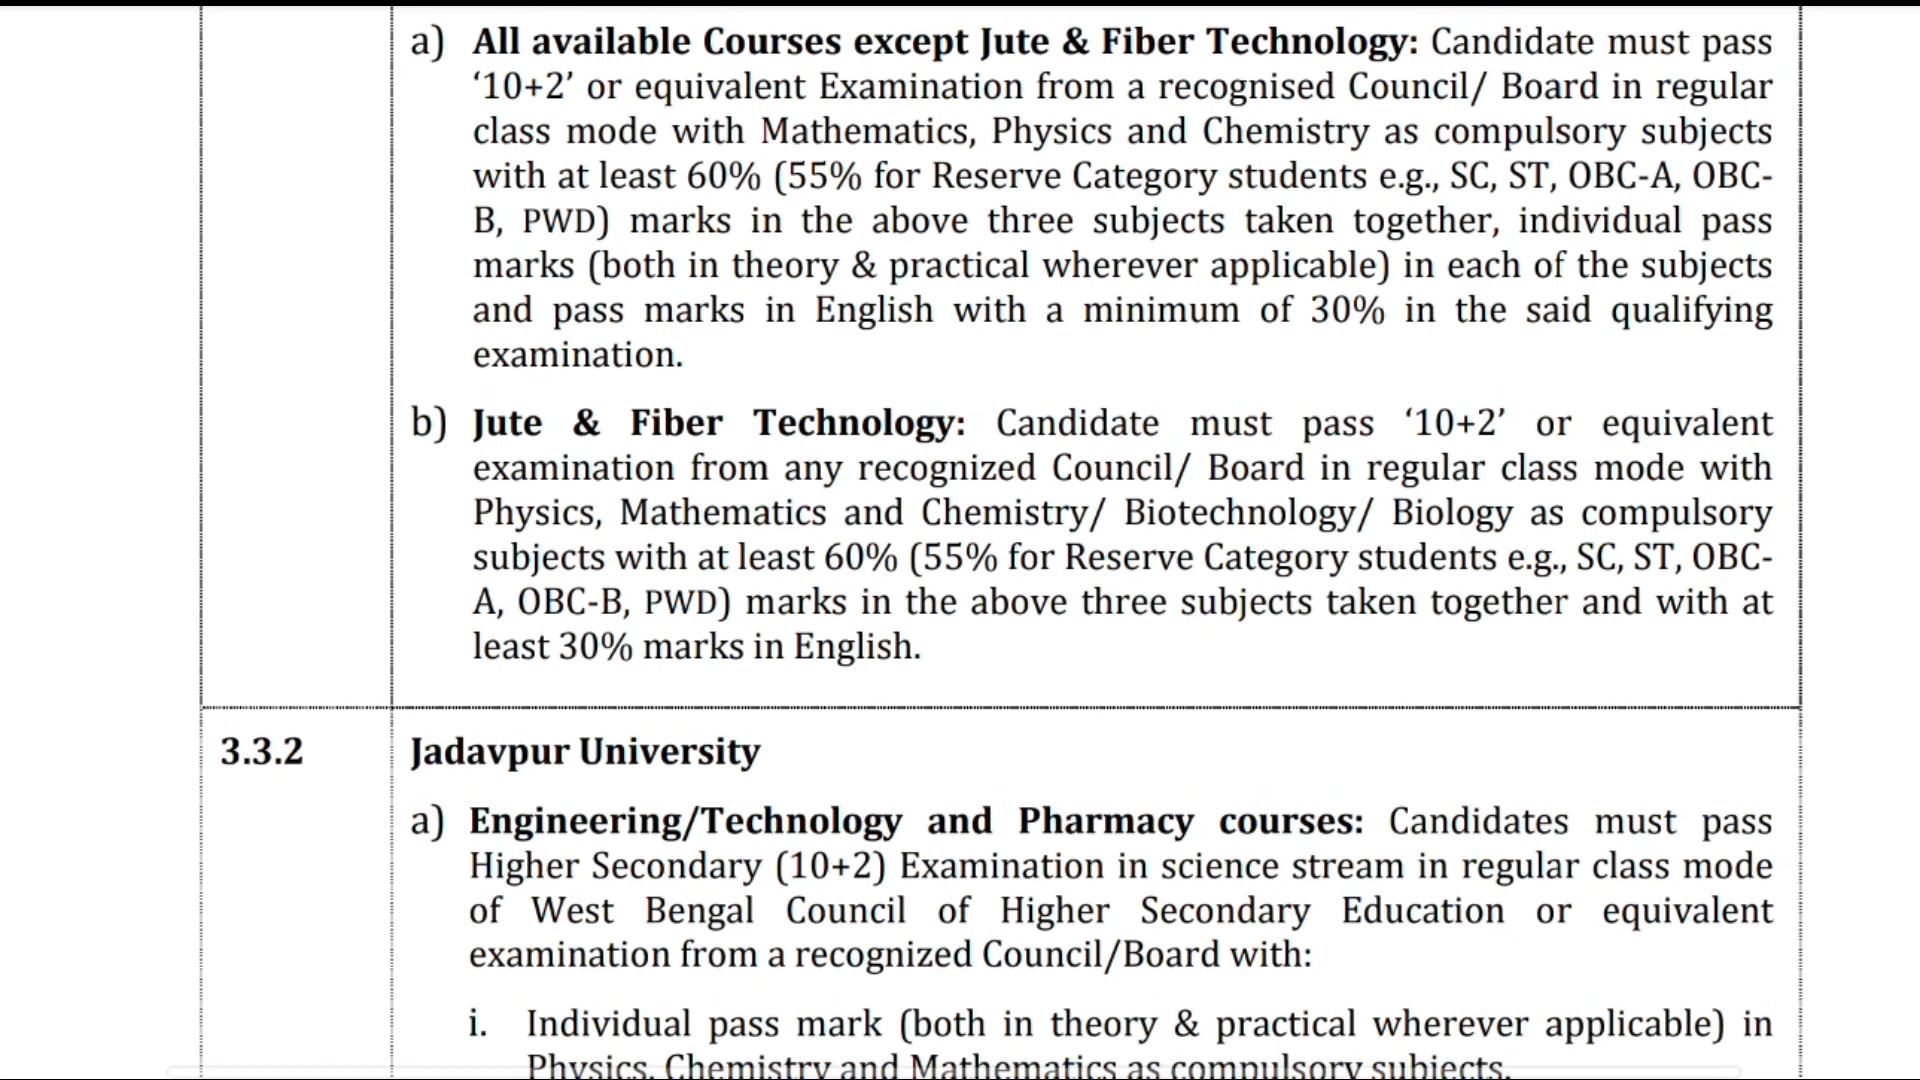 a) All available Courses except Jute & Fiber Technology: Candidate must pass
‘10+2’ or equivalent Examination from a recognised Council/ Board in regular
class mode with Mathematics, Physics and Chemistry as compulsory subjects
with at least 60% (55% for Reserve Category students e.g., SC, ST, OBC-A, OBC-
B, PWD) marks in the above three subjects taken together, individual pass
marks (both in theory & practical wherever applicable) in each of the subjects
and pass marks in English with a minimum of 30% in the said qualifying
examination.
b) Jute & Fiber Technology: Candidate must pass ‘10+2’ or equivalent
examination from any recognized Council/ Board in regular class mode with
Physics, Mathematics and Chemistry/ Biotechnology/ Biology as compulsory
subjects with at least 60% (55% for Reserve Category students e.g., SC, ST, OBC-
A, OBC-B, PWD) marks in the above three subjects taken together and with at
least 30% marks in English.
3.3.2 Jadavpur University
a) Engineering/Technology and Pharmacy courses: Candidates must pass
Higher Secondary (10+2) Examination in science stream in regular class mode
of West Bengal Council of Higher Secondary Education or equivalent
examination from a recognized Council/Board with:
i. Individual pass mark (both in theory & practical wherever applicable) in
Physics, Chemistry and Mathematics as compulsory subjects.